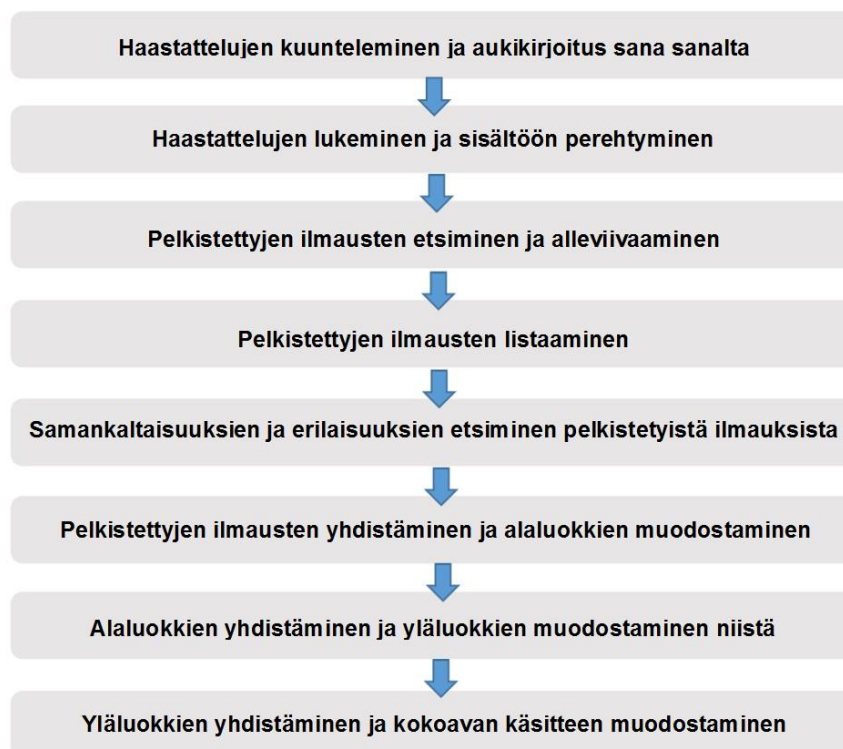 Haastattelujen kuunteleminen ja aukikirjoitus sana sanalta
Haastattelujen lukeminen ja sisältöön perehtyminen
Pelkistettyjen ilmausten etsiminen ja alleviivaaminen
Pelkistettyjen ilmausten listaaminen
Samankaltaisuuksien ja erilaisuuksien etsiminen pelkistetyistä ilmauksista
Pelkistettyjen ilmausten yhdistäminen ja alaluokkien muodostaminen
Alaluokkien yhdistäminen ja yläluokkien muodostaminen niistä
Yläluokkien yhdistäminen ja kokoavan käsitteen muodostaminen